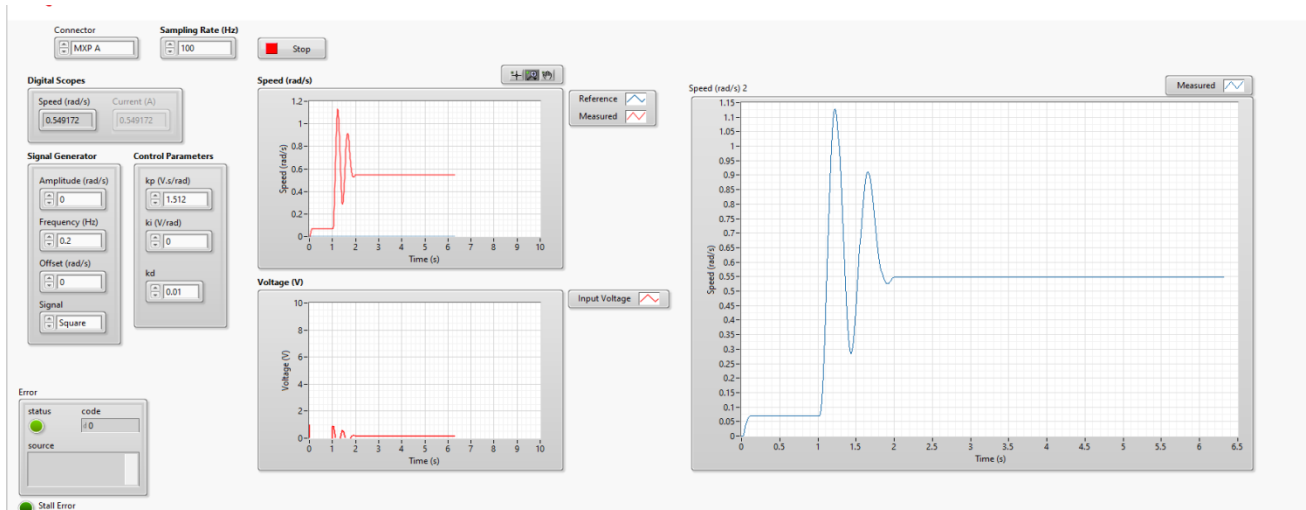 Connector
MXP A
Sampling Rate (Hz)
100
Stop
Digital Scopes
Speed (rad/s)
0.549172
Current (A)
0.549172
Signal Generator
Amplitude (rad/s)
0
Frequency (Hz)
0.2
Offset (rad/s)
0
Signal
Square
Control Parameters
kp (V.s/rad)
1.512
ki (V/rad)
0
kd
0.01
Error
status
code
d 0
source
Stall Error
Speed (rad/s)
Reference
Measured
Speed (rad/s)
1.2
1
0.8
0.6
0.4
0.2
0
0 1 2 3 4 5 6 7 8 9 10
Time (s)
Voltage (V)
Input Voltage
Voltage (V)
10
8
6
4
2
0
0 1 2 3 4 5 6 7 8 9 10
Time (s)
Speed (rad/s) 2
Measured
Speed (rad/s)
1.15
1.1
1.05
1
0.95
0.9
0.85
0.8
0.75
0.7
0.65
0.6
0.55
0.5
0.45
0.4
0.35
0.3
0.25
0.2
0.15
0.1
0.05
0
0 0.5 1 1.5 2 2.5 3 3.5 4 4.5 5 5.5 6 6.5
Time (s)